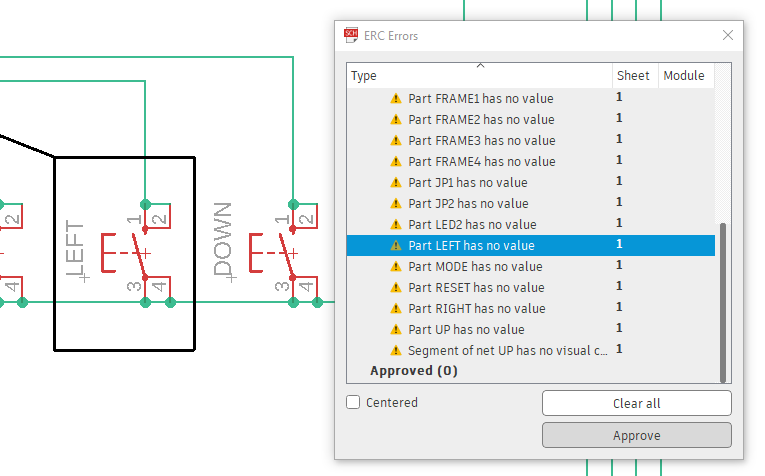 SCH ERC Errors
Type Sheet Module
Part FRAME1 has no value 1
Part FRAME2 has no value 1
Part FRAME3 has no value 1
Part FRAME4 has no value 1
Part JP1 has no value 1
Part JP2 has no value 1
Part LED2 has no value 1
Part LEFT has no value 1
Part MODE has no value 1
Part RESET has no value 1
Part RIGHT has no value 1
Part UP has no value 1
Segment of net UP has no visual c... 1
Approved (0)
Centered
Clear all
Approve
2
4
LEFT
1
2
3
4
DOWN
1
2
3
4